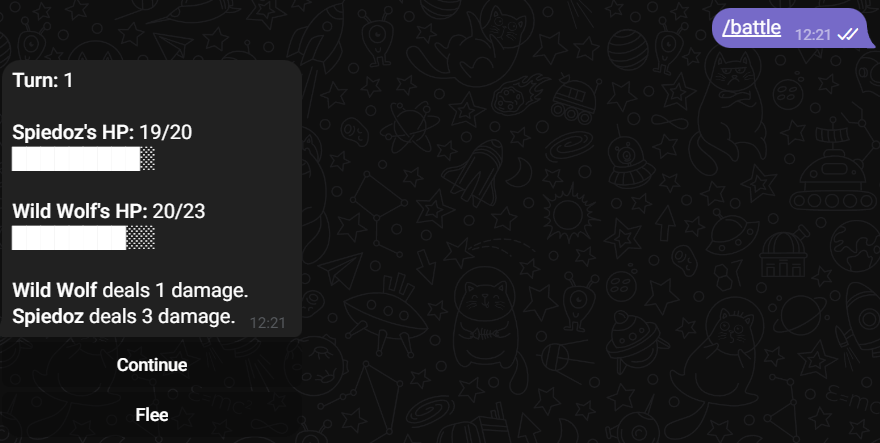 /battle 12:21
Turn: 1
Spiedoz's HP: 19/20
█████████▒
Wild Wolf's HP: 20/23
████████▒▒
Wild Wolf deals 1 damage.
Spiedoz deals 3 damage. 12:21
Continue
Flee